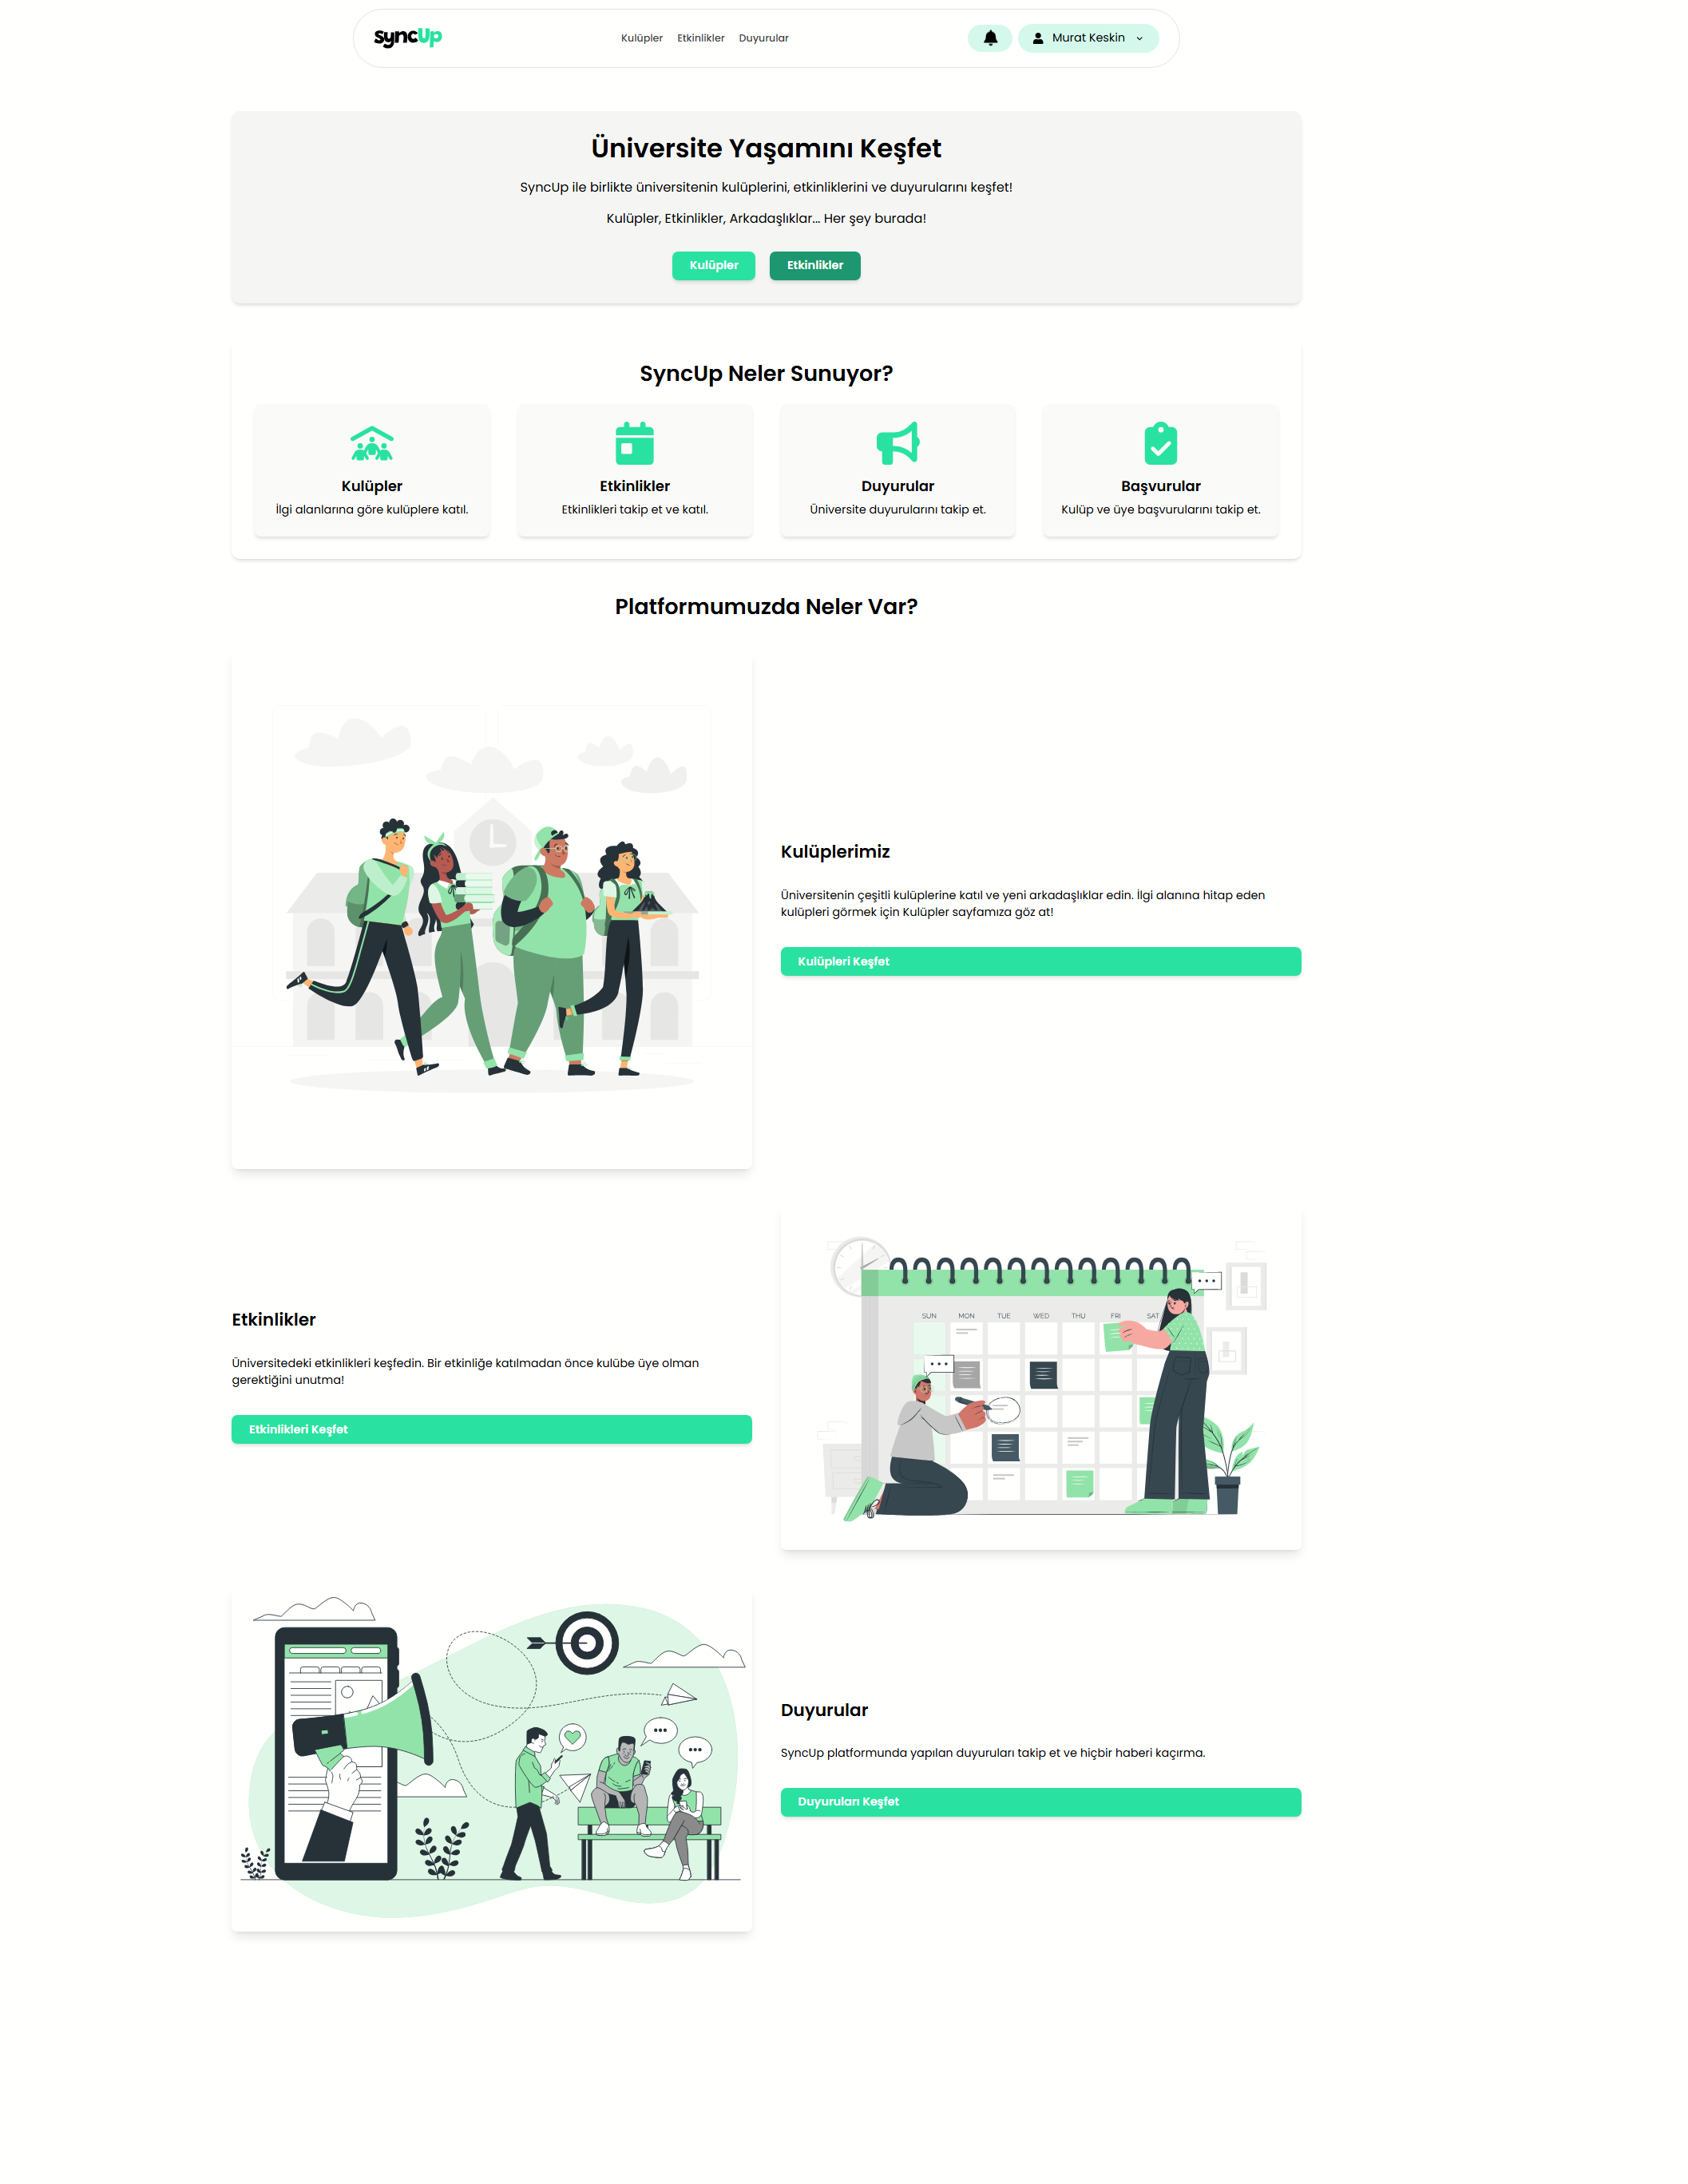 syncUp
Kulüpler Etkinlikler Duyurular
Murat Keskin
Üniversite Yaşamını Keşfet
SyncUp ile birlikte üniversitenin kulüplerini, etkinliklerini ve duyurularını keşfet!
Kulüpler, Etkinlikler, Arkadaşlıklar... Her şey burada!
Kulüpler Etkinlikler
SyncUp Neler Sunuyor?
Kulüpler
İlgi alanlarına göre kulüplere katıl.
Etkinlikler
Etkinlikleri takip et ve katıl.
Duyurular
Üniversite duyurularını takip et.
Başvurular
Kulüp ve üye başvurularını takip et.
Platformumuzda Neler Var?
Kulüplerimiz
Üniversitenin çeşitli kulüplerine katıl ve yeni arkadaşlıklar edin. İlgi alanına hitap eden
kulüpleri görmek için Kulüpler sayfamıza göz at!
Kulüpleri Keşfet
Etkinlikler
Üniversitedeki etkinlikleri keşfedin. Bir etkinliğe katılmadan önce kulübe üye olman
gerektiğini unutma!
Etkinlikleri Keşfet
SUN MON TUE WED THU FRI SAT
Duyurular
SyncUp platformunda yapılan duyuruları takip et ve hiçbir haberi kaçırma.
Duyuruları Keşfet